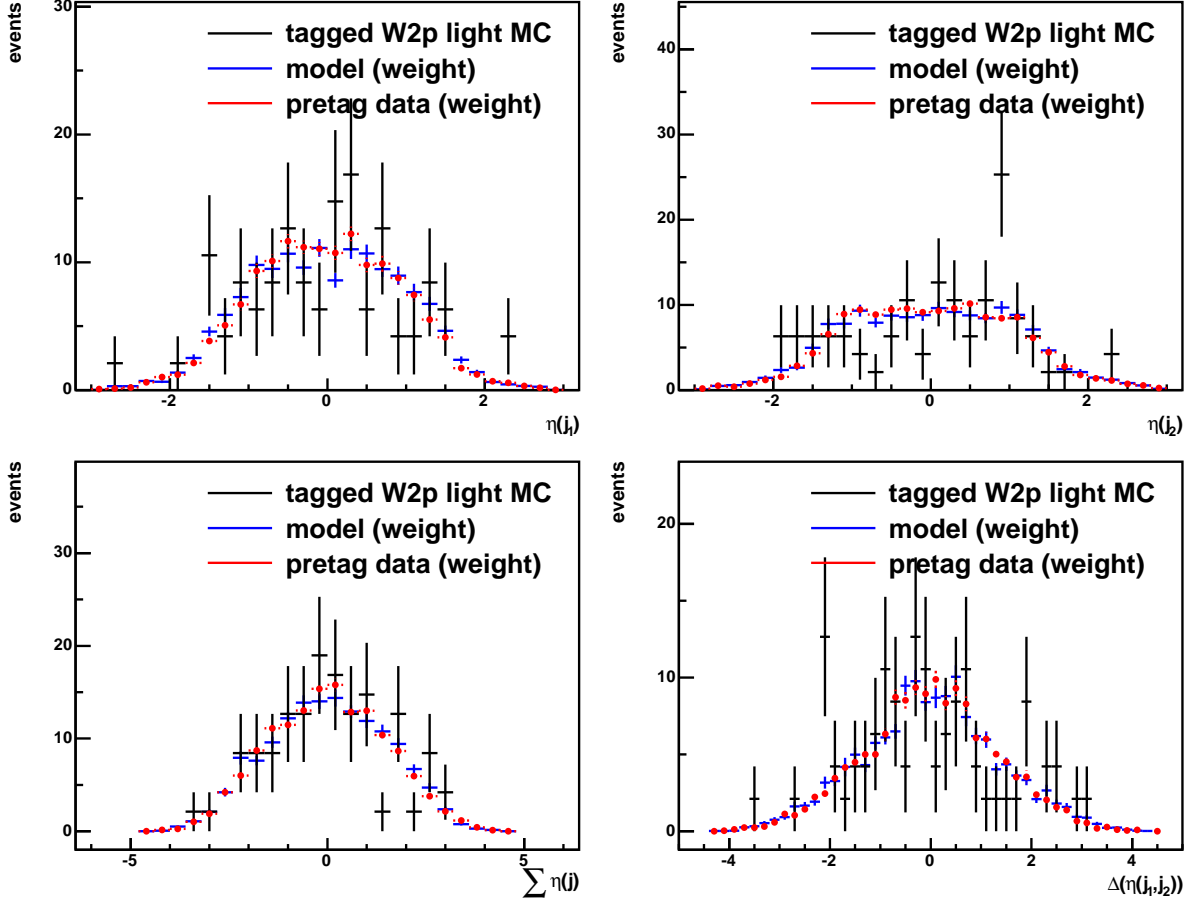 events
30
20
10
0
tagged W2p light MC
model (weight)
pretag data (weight)
-2 0 2
η(j1)
events
40
30
20
10
0
tagged W2p light MC
model (weight)
pretag data (weight)
-2 0 2
η(j2)
events
30
20
10
0
tagged W2p light MC
model (weight)
pretag data (weight)
-5 0 5
∑ η(j)
events
20
10
0
tagged W2p light MC
model (weight)
pretag data (weight)
-4 -2 0 2 4
Δ(η(j1,j2))